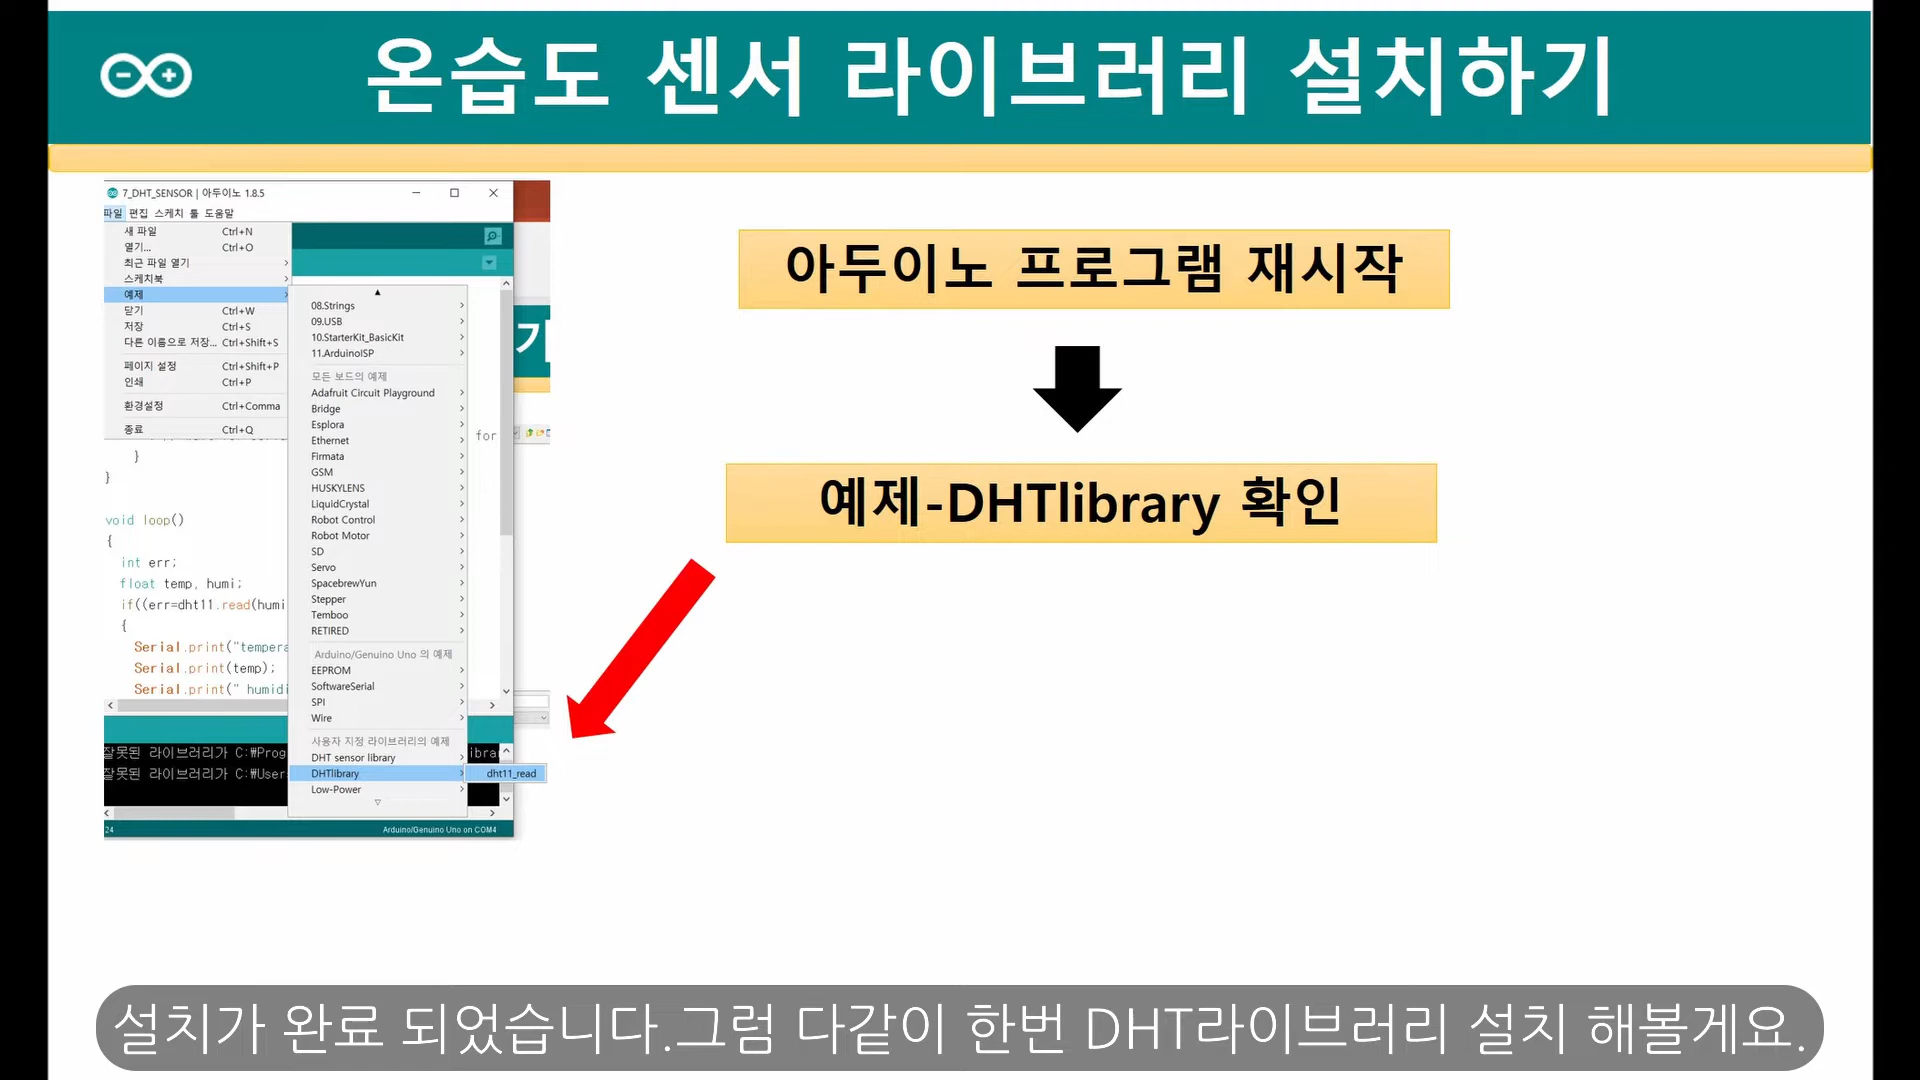 온습도 센서 라이브러리 설치하기
7_DHT_SENSOR | 아두이노 1.8.5
파일 편집 스케치 툴 도움말
새 파일 Ctrl+N
열기... Ctrl+O
최근 파일 열기
스케치북
예제
닫기 Ctrl+W
저장 Ctrl+S
다른 이름으로 저장... Ctrl+Shift+S
페이지 설정 Ctrl+Shift+P
인쇄 Ctrl+P
환경설정 Ctrl+Comma
종료 Ctrl+Q
08.Strings
09.USB
10.StarterKit_BasicKit
11.ArduinoISP
모든 보드의 예제
Adafruit Circuit Playground
Bridge
Esplora
Ethernet
Firmata
GSM
HUSKYLENS
LiquidCrystal
Robot Control
Robot Motor
SD
Servo
SpacebrewYun
Stepper
Temboo
RETIRED
Arduino/Genuino Uno 의 예제
EEPROM
SoftwareSerial
SPI
Wire
사용자 지정 라이브러리의 예제
DHT sensor library
DHTlibrary
dht11_read
Low-Power
기
for
}
}
void loop()
{
int err;
float temp, humi;
if((err=dht11.read(humi
{
Serial.print("tempera
Serial.print(temp);
Serial.print(" humidi
잘못된 라이브러리가 C:₩Prog
잘못된 라이브러리가 C:₩User
24
Arduino/Genuino Uno on COM4
아두이노 프로그램 재시작
예제-DHTlibrary 확인
설치가 완료 되었습니다.그럼 다같이 한번 DHT라이브러리 설치 해볼게요.